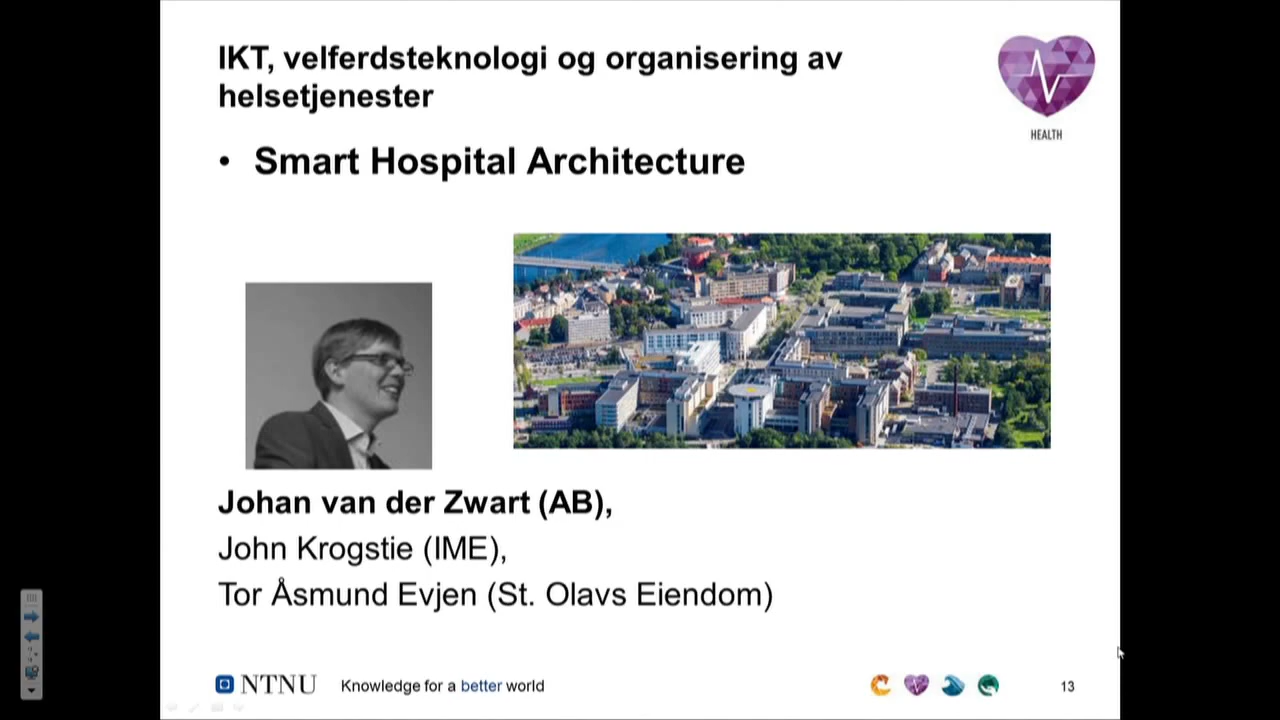 IKT, velferdsteknologi og organisering av
helsetjenester
HEALTH
• Smart Hospital Architecture
Johan van der Zwart (AB),
John Krogstie (IME),
Tor Åsmund Evjen (St. Olavs Eiendom)
NTNU Knowledge for a better world 13